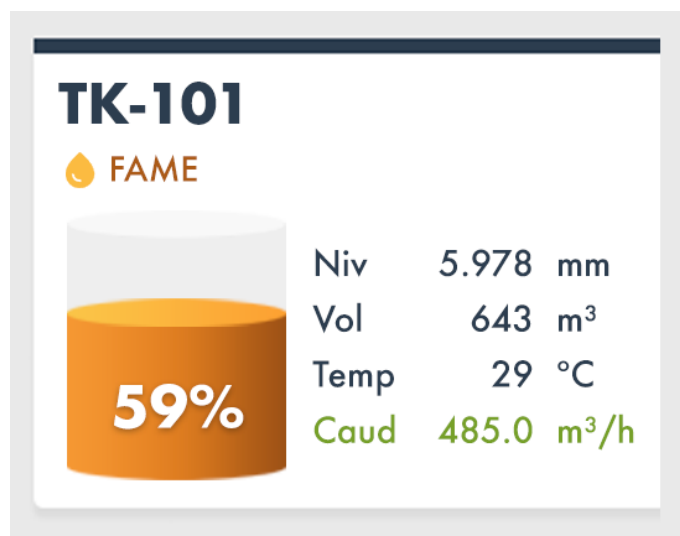 TK-101
FAME
Niv 5.978 mm
Vol 643 m³
Temp 29 °C
59%
Caud 485.0 m³/h